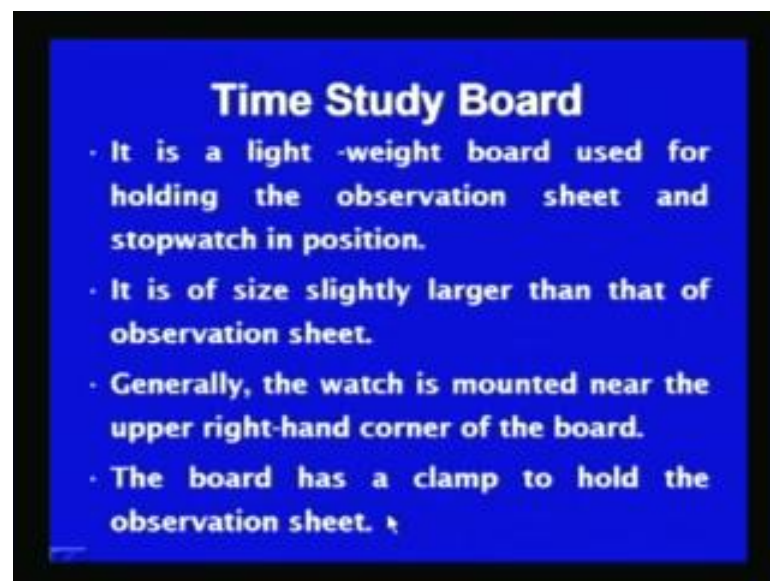 Time Study Board
· It is a light -weight board used for
holding the observation sheet and
stopwatch in position.
· It is of size slightly larger than that of
observation sheet.
· Generally, the watch is mounted near the
upper right-hand corner of the board.
· The board has a clamp to hold the
observation sheet.